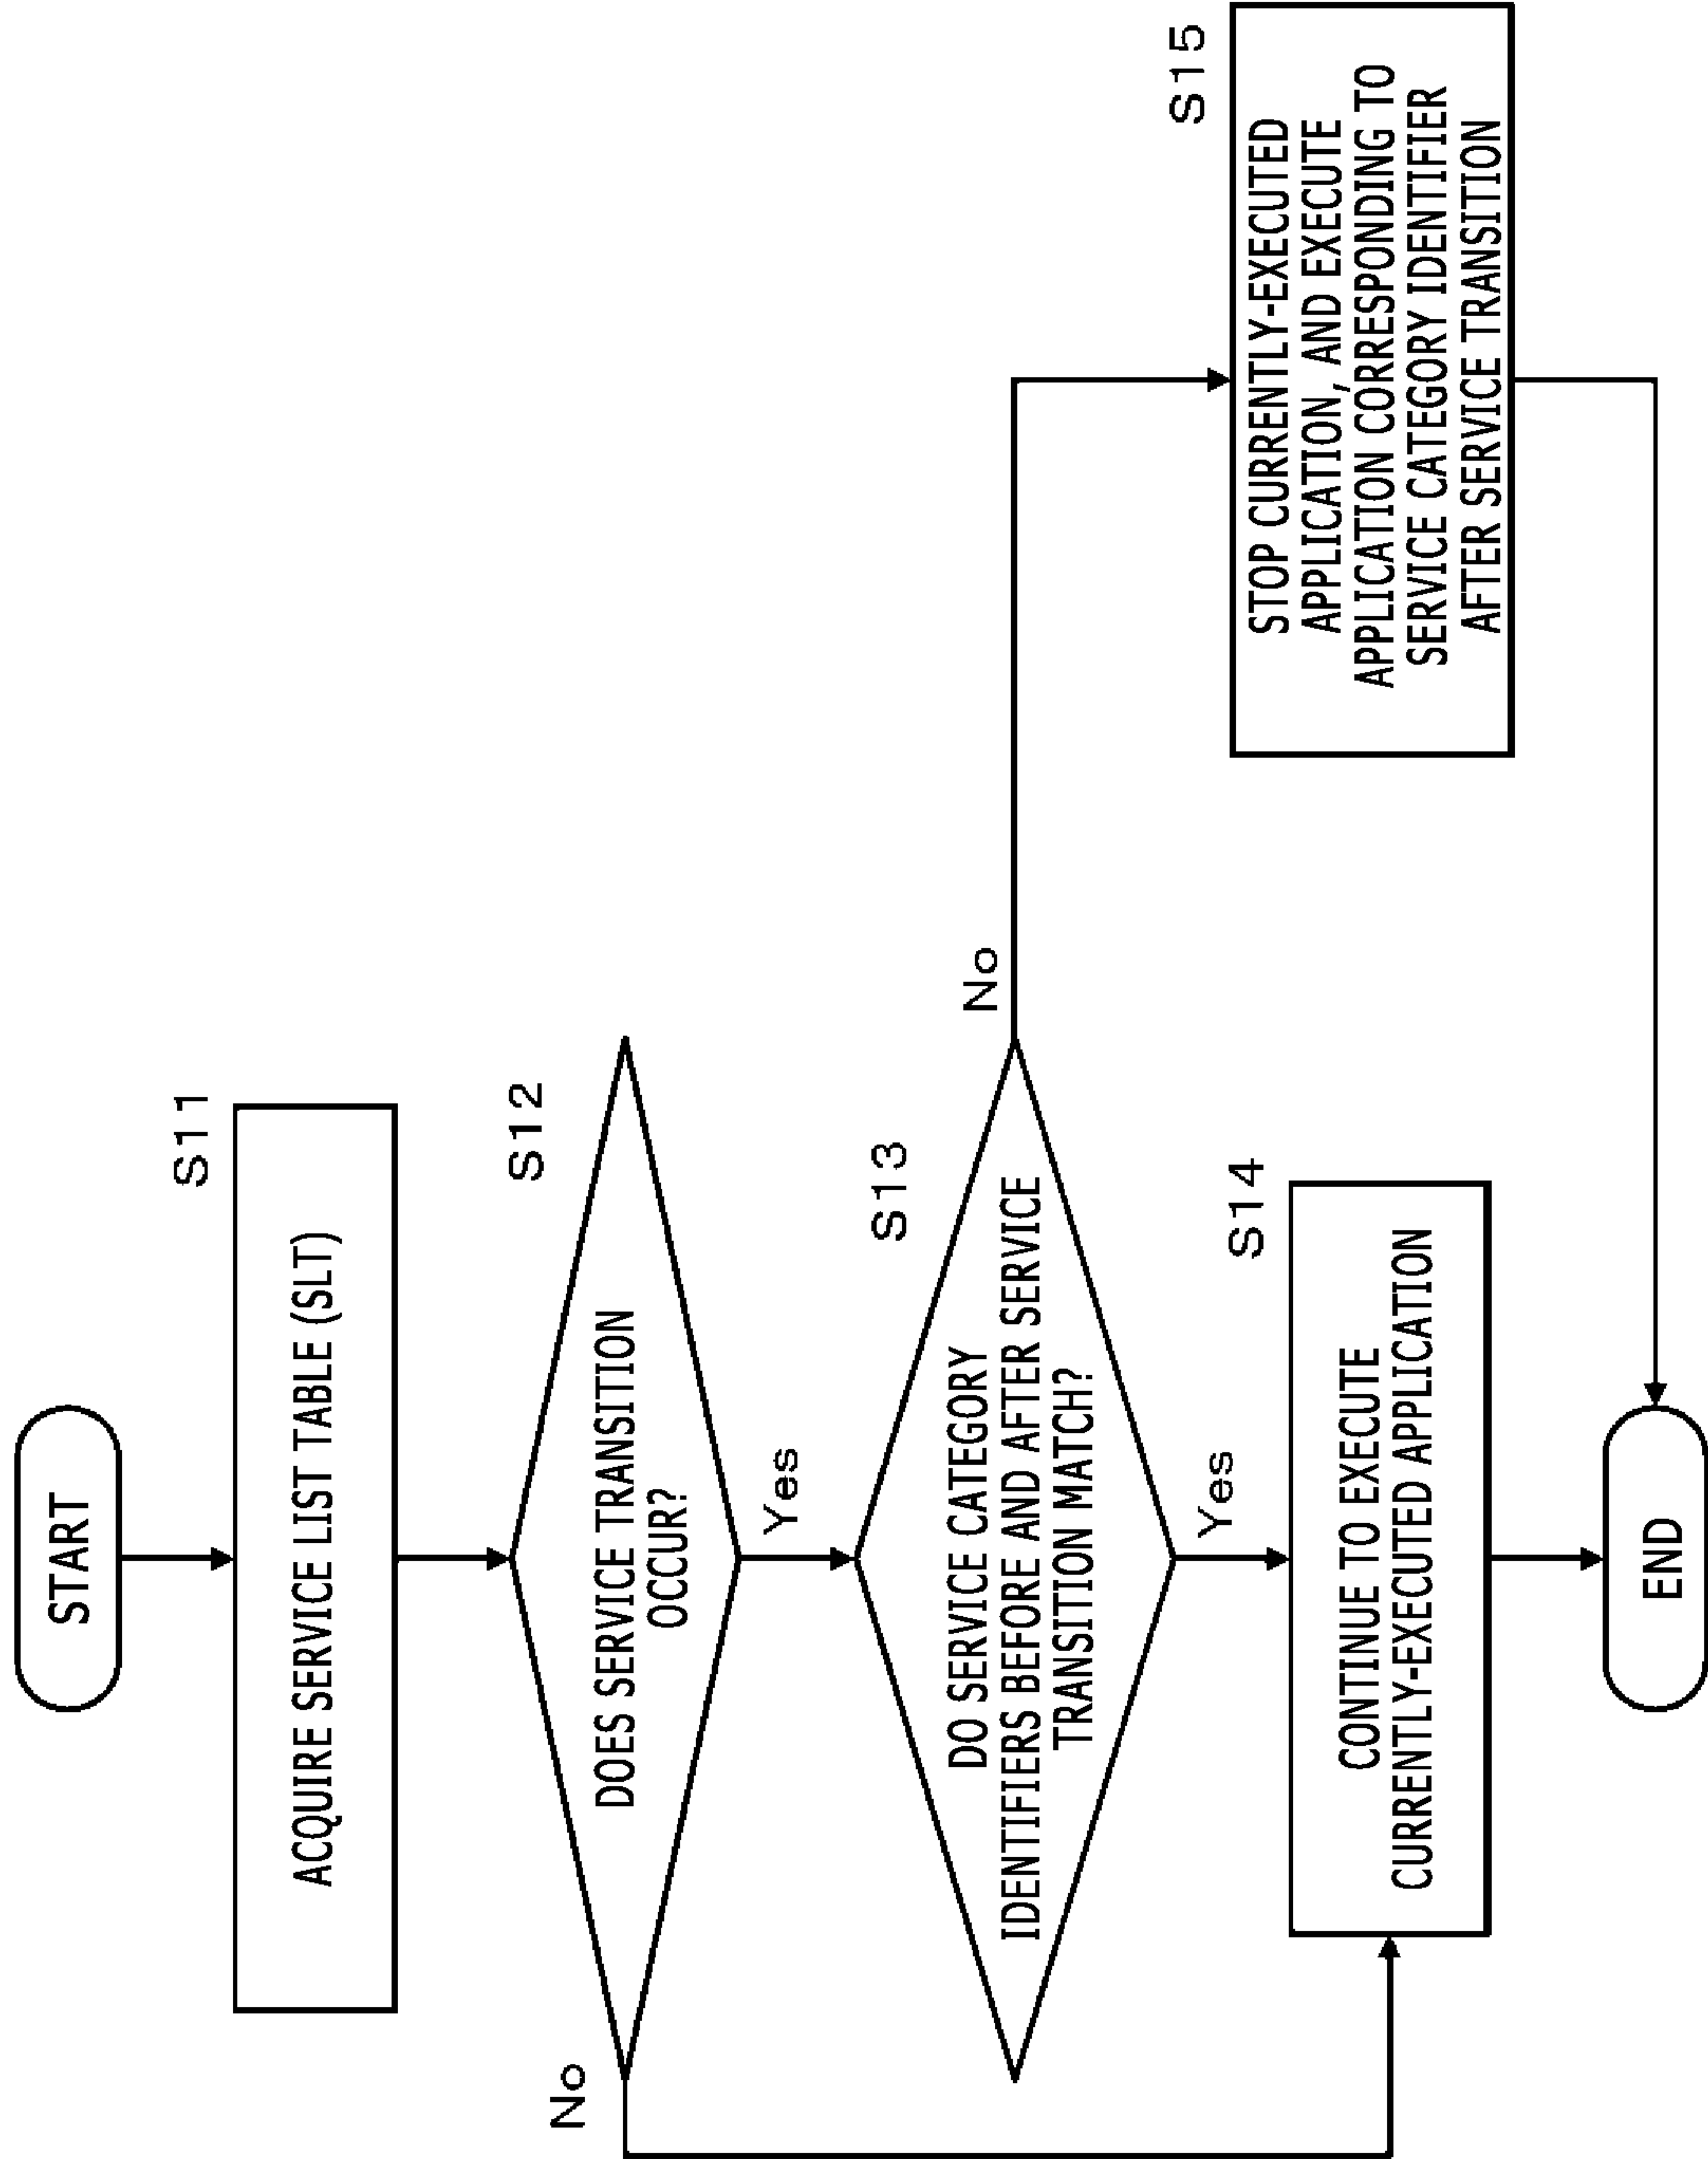 START
S11
ACQUIRE SERVICE LIST TABLE (SLT)
S12
DOES SERVICE TRANSITION
OCCUR?
No
Yes
S13
DO SERVICE CATEGORY
IDENTIFIERS BEFORE AND AFTER SERVICE
TRANSITION MATCH?
No
Yes
S14
CONTINUE TO EXECUTE
CURRENTLY-EXECUTED APPLICATION
S15
STOP CURRENTLY-EXECUTED
APPLICATION, AND EXECUTE
APPLICATION CORRESPONDING TO
SERVICE CATEGORY IDENTIFIER
AFTER SERVICE TRANSITION
END